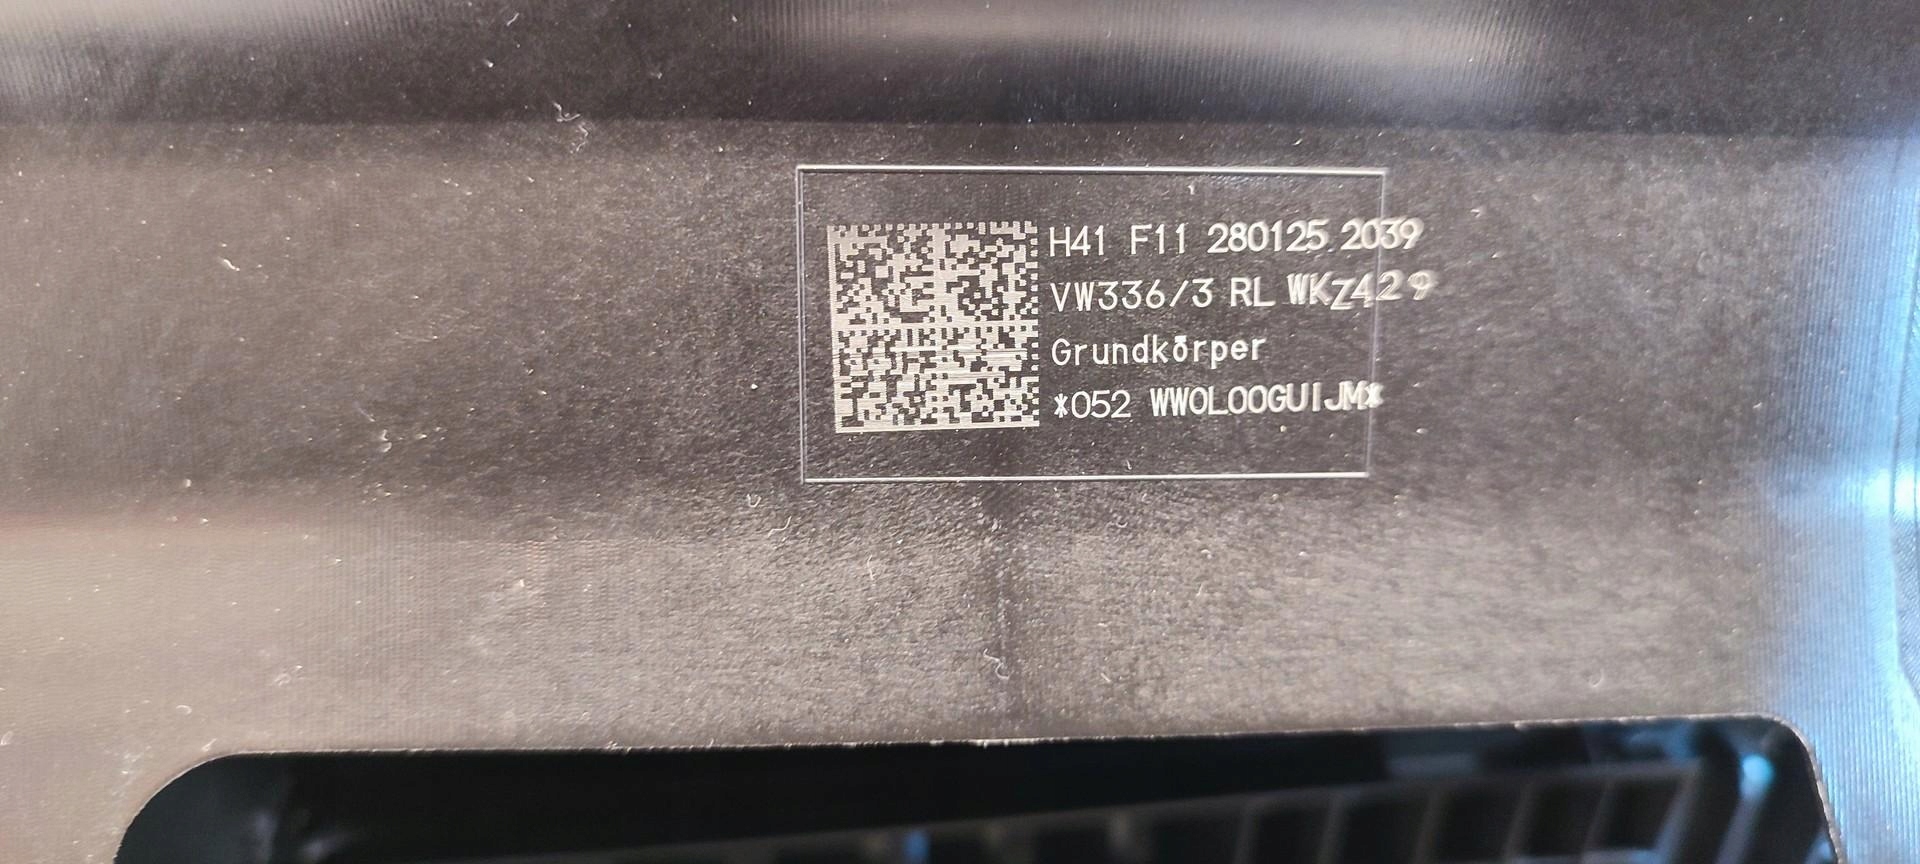 H41 F11 280125 2039
VW336/3 RL WKZ429
Grundkörper
*052 WWOLOOGUIJM*